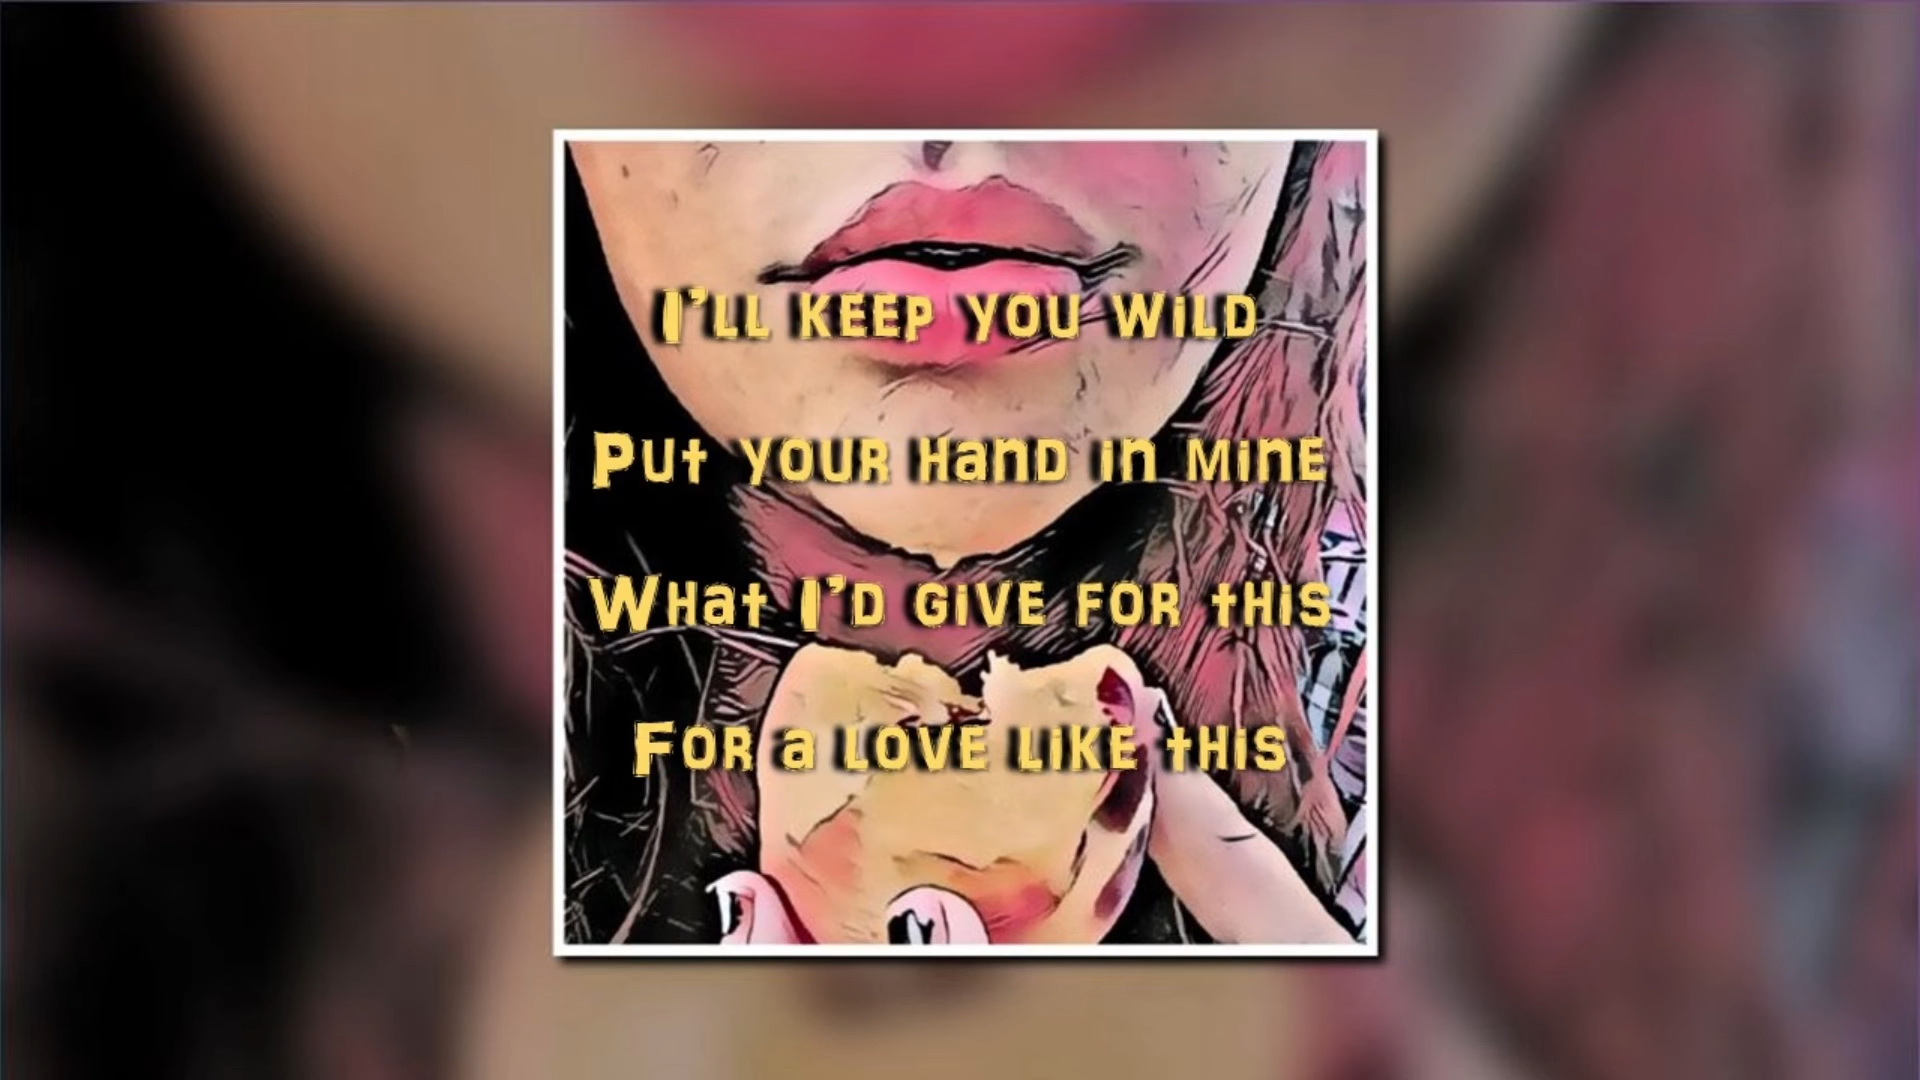 I'll keep you wild
Put your hand in mine
What I'd give for this
For a love like this